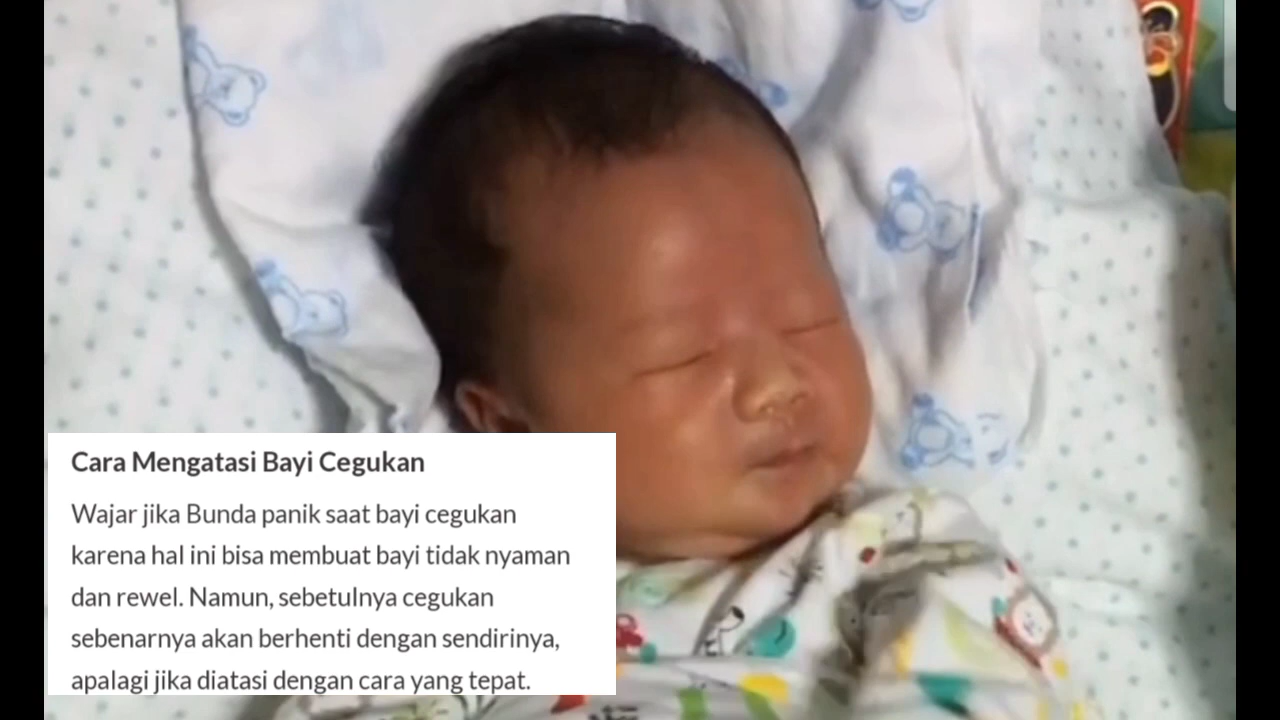 Cara Mengatasi Bayi Cegukan
Wajar jika Bunda panik saat bayi cegukan
karena hal ini bisa membuat bayi tidak nyaman
dan rewel. Namun, sebetulnya cegukan
sebenarnya akan berhenti dengan sendirinya,
apalagi jika diatasi dengan cara yang tepat.